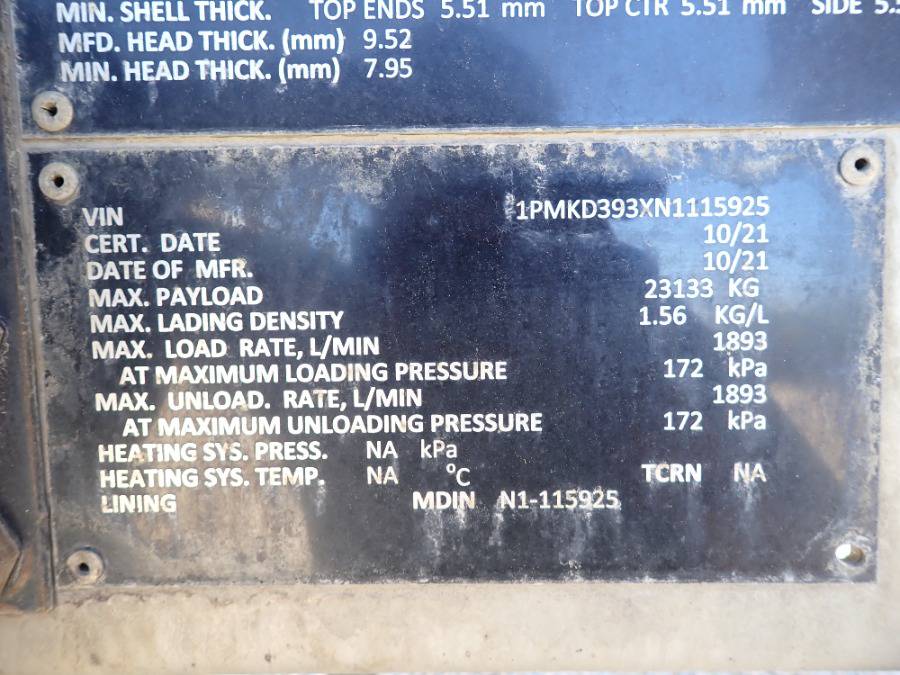 MIN. SHELL THICK. TOP ENDS 5.51 mm TOP CTR 5.51 mm SIDE
MFD. HEAD THICK. (mm) 9.52
MIN. HEAD THICK. (mm) 7.95
VIN 1PMKD393XN1115925
CERT. DATE 10/21
DATE OF MFR. 10/21
MAX. PAYLOAD 23133 KG
MAX. LADING DENSITY 1.56 KG/L
MAX. LOAD RATE, L/MIN 1893
AT MAXIMUM LOADING PRESSURE 172 kPa
MAX. UNLOAD. RATE, L/MIN 1893
AT MAXIMUM UNLOADING PRESSURE 172 kPa
HEATING SYS. PRESS. NA kPa
HEATING SYS. TEMP. NA °C TCRN NA
LINING MDIN N1-115925